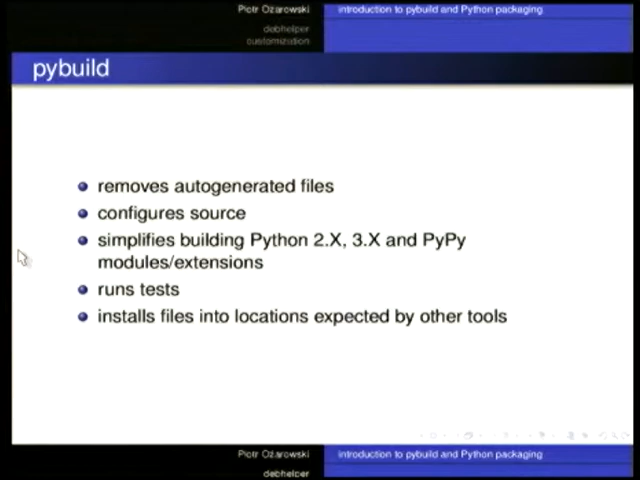 Piotr Ożarowski
introduction to pybuild and Python packaging
debhelper
customization
pybuild
removes autogenerated files
configures source
simplifies building Python 2.X, 3.X and PyPy
modules/extensions
runs tests
installs files into locations expected by other tools
Piotr Ożarowski
introduction to pybuild and Python packaging
debhelper